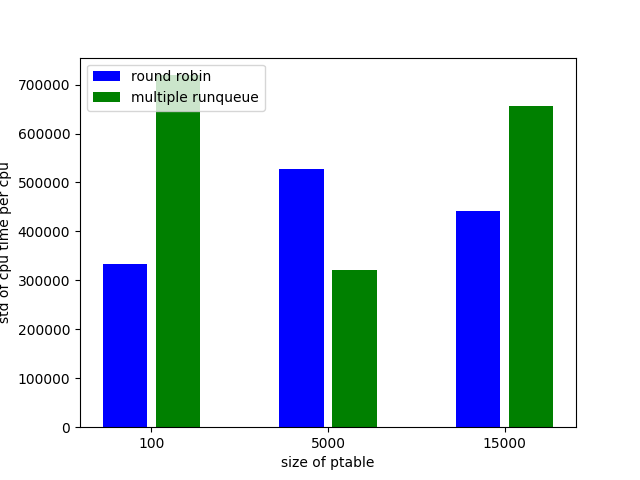 round robin
multiple runqueue
700000
600000
500000
400000
300000
200000
100000
0
std of cpu time per cpu
100
5000
15000
size of ptable